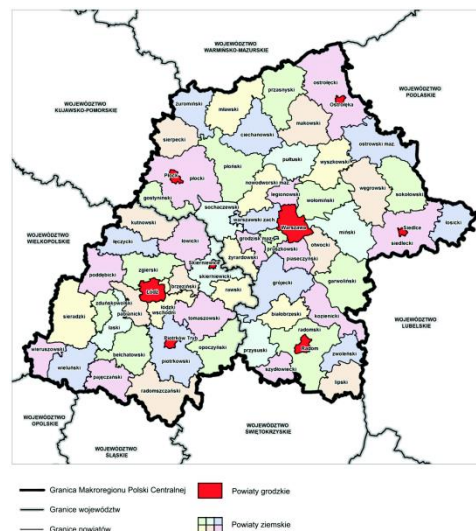 WOJEWÓDZTWO
WARMIŃSKO-MAZURSKIE
WOJEWÓDZTWO
KUJAWSKO-POMORSKIE
WOJEWÓDZTWO
PODLASKIE
ostrołęcki
Ostrołęka
przasnyski
żuromiński
mławski
makowski
ciechanowski
ostrowski maz.
sierpecki
pułtuski
wyszkowski
płoński
Płock
płocki
węgrowski
sokołowski
nowodworski maz.
legionowski
wołomiński
gostyniński
sochaczewski
WOJEWÓDZTWO
WIELKOPOLSKIE
kutnowski
warszawski zach.
Warszawa
miński
Siedlce
siedlecki
łosicki
łęczycki
łowicki
grodziski maz.
pruszkowski
otwocki
żyrardowski
piaseczyński
Skierniewice
skierniewicki
poddębicki
zgierski
brzeziński
rawski
grójecki
garwoliński
Łódź
łódzki
wschodni
zduńskowolski
pabianicki
sieradzki
łaski
tomaszowski
białobrzeski
kozienicki
WOJEWÓDZTWO
LUBELSKIE
radomski
Radom
Piotrków Tryb.
wieruszowski
wieluński
bełchatowski
piotrkowski
opoczyński
przysuski
zwoleński
szydłowiecki
pajęczański
radomszczański
lipski
WOJEWÓDZTWO
OPOLSKIE
WOJEWÓDZTWO
ŚLĄSKIE
WOJEWÓDZTWO
ŚWIĘTOKRZYSKIE
Granica Makroregionu Polski Centralnej
Powiaty grodzkie
Granice województw
Granice powiatów
Powiaty ziemskie